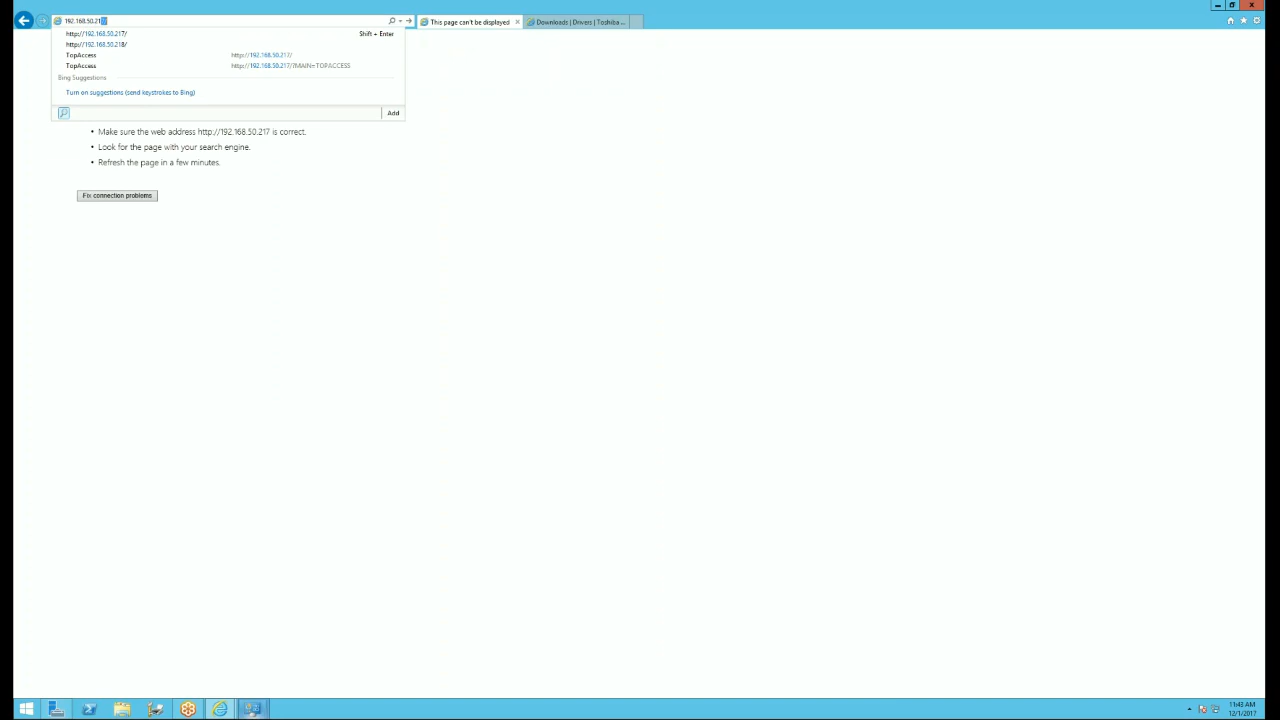 192.168.50.217
This page can't be displayed
Downloads | Drivers | Toshiba ...
http://192.168.50.217/
Shift + Enter
http://192.168.50.218/
TopAccess http://192.168.50.217/
TopAccess http://192.168.50.217/?MAIN=TOPACCESS
Bing Suggestions
Turn on suggestions (send keystrokes to Bing)
Add
• Make sure the web address http://192.168.50.217 is correct.
• Look for the page with your search engine.
• Refresh the page in a few minutes.
Fix connection problems
11:43 AM
12/1/2017